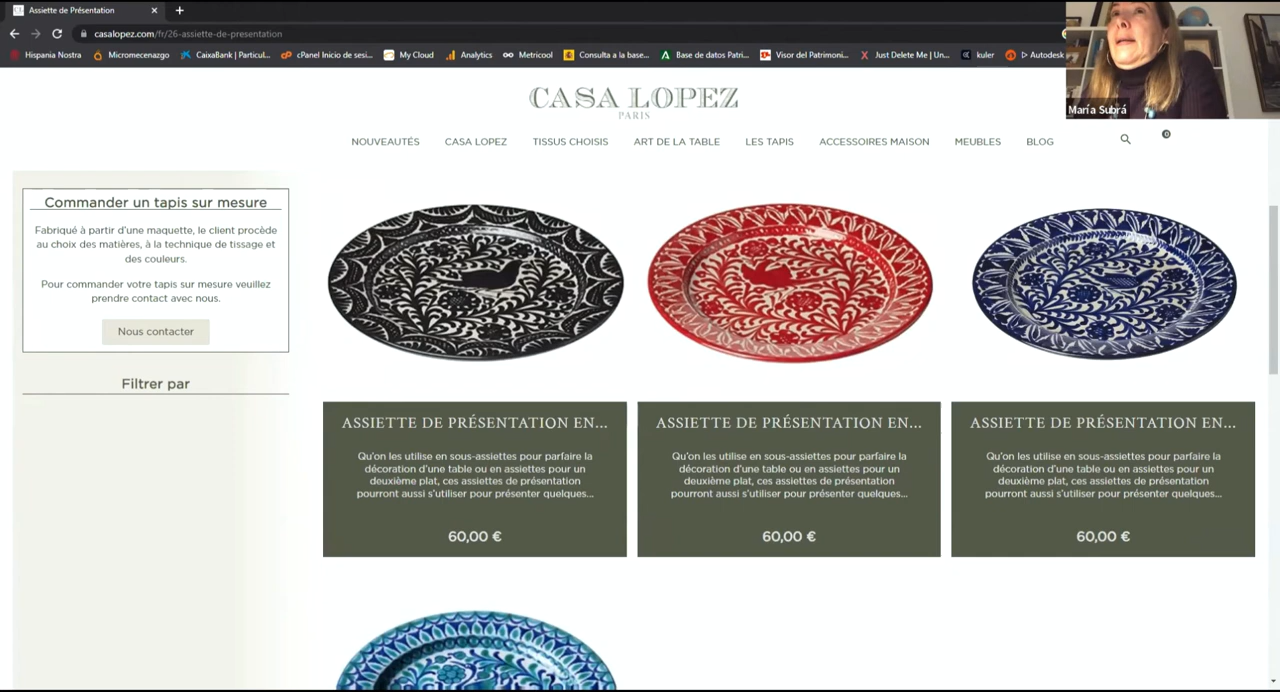 Assiette de Présentation
casalopez.com/fr/26-assiette-de-presentation
Hispania Nostra
Micromecenazgo
CaixaBank | Particul...
cPanel Inicio de sesi...
My Cloud
Analytics
Metricool
Consulta a la base...
Base de datos Patri...
Visor del Patrimoni...
Just Delete Me | Un...
kuler
Autodesk
María Subrá
CASA LOPEZ
PARIS
NOUVEAUTÉS
CASA LOPEZ
TISSUS CHOISIS
ART DE LA TABLE
LES TAPIS
ACCESSOIRES MAISON
MEUBLES
BLOG
0
Commander un tapis sur mesure
Fabriqué à partir d'une maquette, le client procède
au choix des matières, à la technique de tissage et
des couleurs.
Pour commander votre tapis sur mesure veuillez
prendre contact avec nous.
Nous contacter
Filtrer par
ASSIETTE DE PRÉSENTATION EN...
Qu'on les utilise en sous-assiettes pour parfaire la
décoration d'une table ou en assiettes pour un
deuxième plat, ces assiettes de présentation
pourront aussi s'utiliser pour présenter quelques...
60,00 €
ASSIETTE DE PRÉSENTATION EN...
Qu'on les utilise en sous-assiettes pour parfaire la
décoration d'une table ou en assiettes pour un
deuxième plat, ces assiettes de présentation
pourront aussi s'utiliser pour présenter quelques...
60,00 €
ASSIETTE DE PRÉSENTATION EN...
Qu'on les utilise en sous-assiettes pour parfaire la
décoration d'une table ou en assiettes pour un
deuxième plat, ces assiettes de présentation
pourront aussi s'utiliser pour présenter quelques...
60,00 €